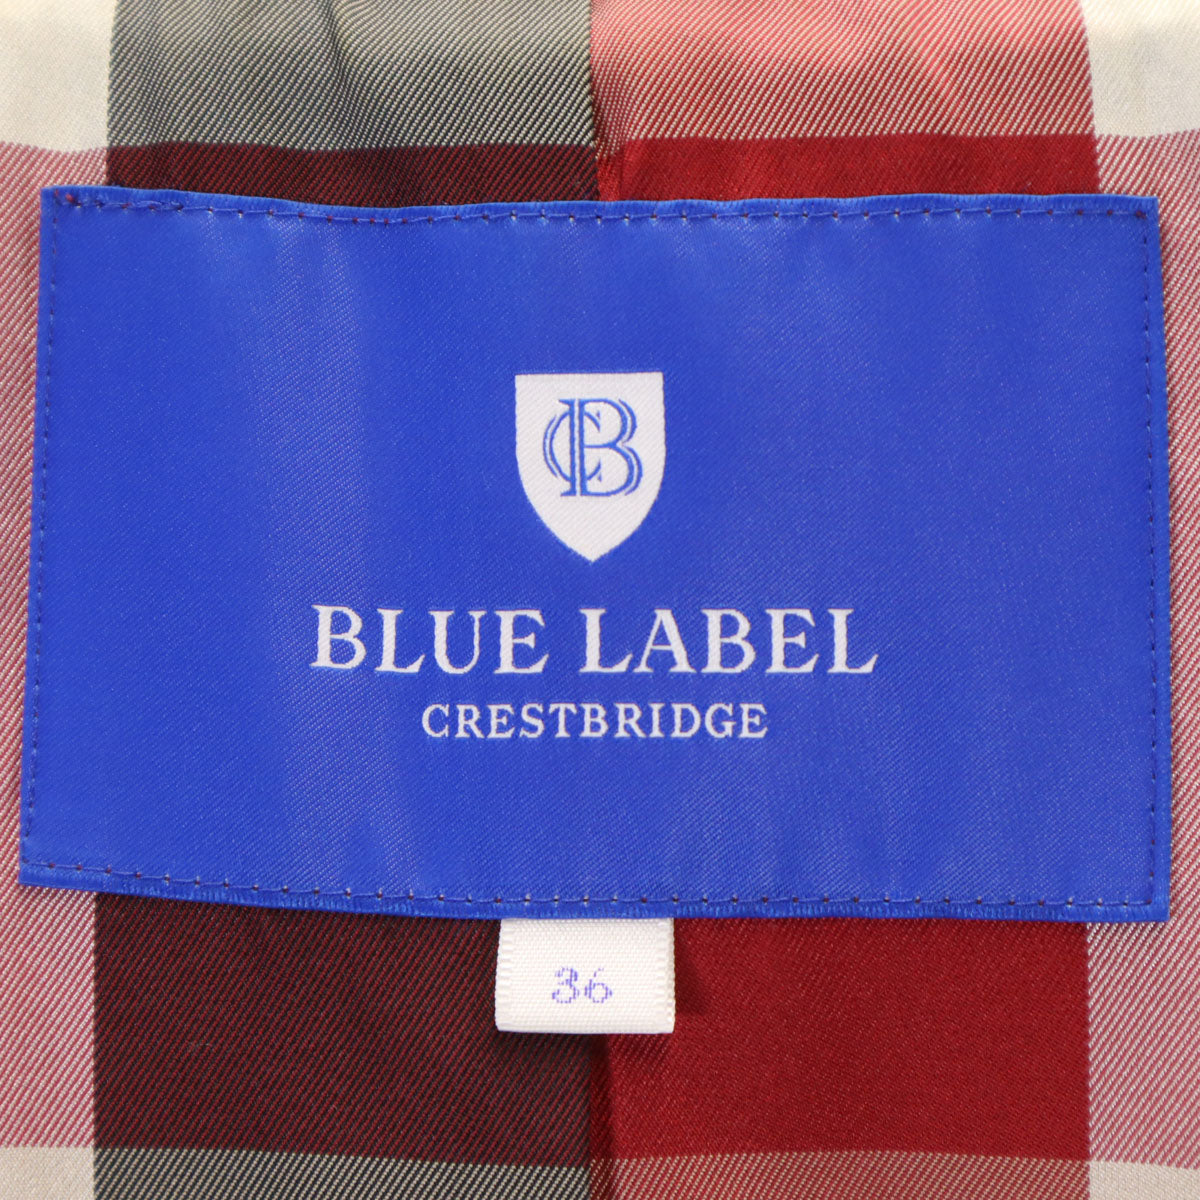 CB
BLUE LABEL
CRESTBRIDGE
36